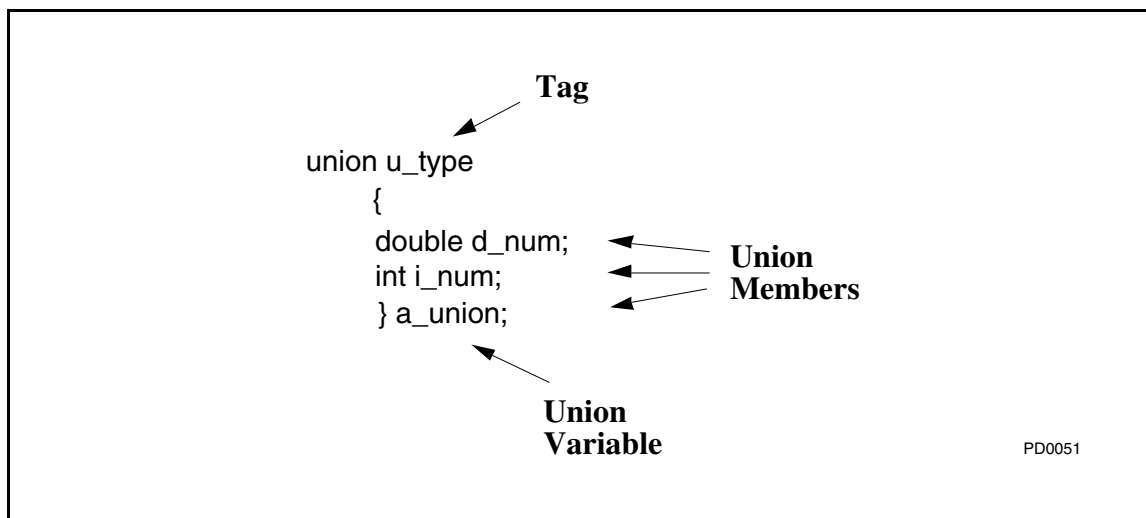 Tag
union u_type
{
double d_num;
int i_num;
} a_union;
Union
Members
Union
Variable
PD0051